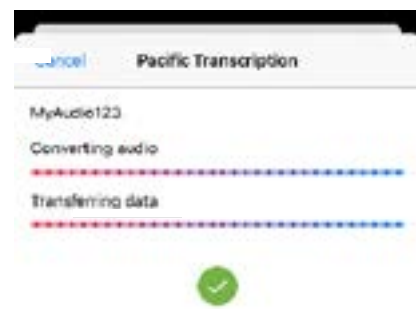 Cancel Pacific Transcription
MyAudio123
Converting audio
Transferring data